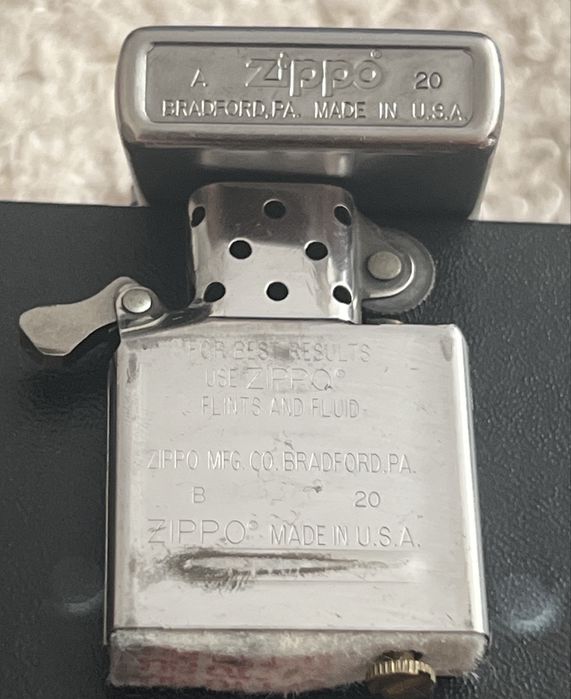 A Zippo® 20
BRADFORD, PA. MADE IN U.S.A.
FOR BEST RESULTS
USE ZIPPO®
FLINTS AND FLUID
ZIPPO MFG. CO. BRADFORD, PA.
B 20
ZIPPO® MADE IN U.S.A.